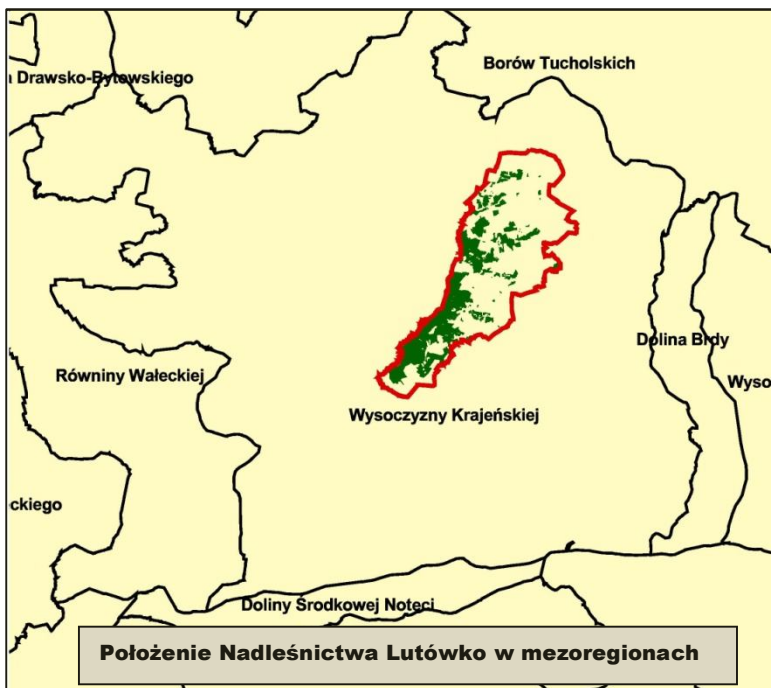 Borów Tucholskich
a Drawsko-Bytowskiego
Dolina Brdy
Równiny Wałeckiej
Wyso
Wysoczyzny Krajeńskiej
ckiego
Doliny Środkowej Noteci
Położenie Nadleśnictwa Lutówko w mezoregionach